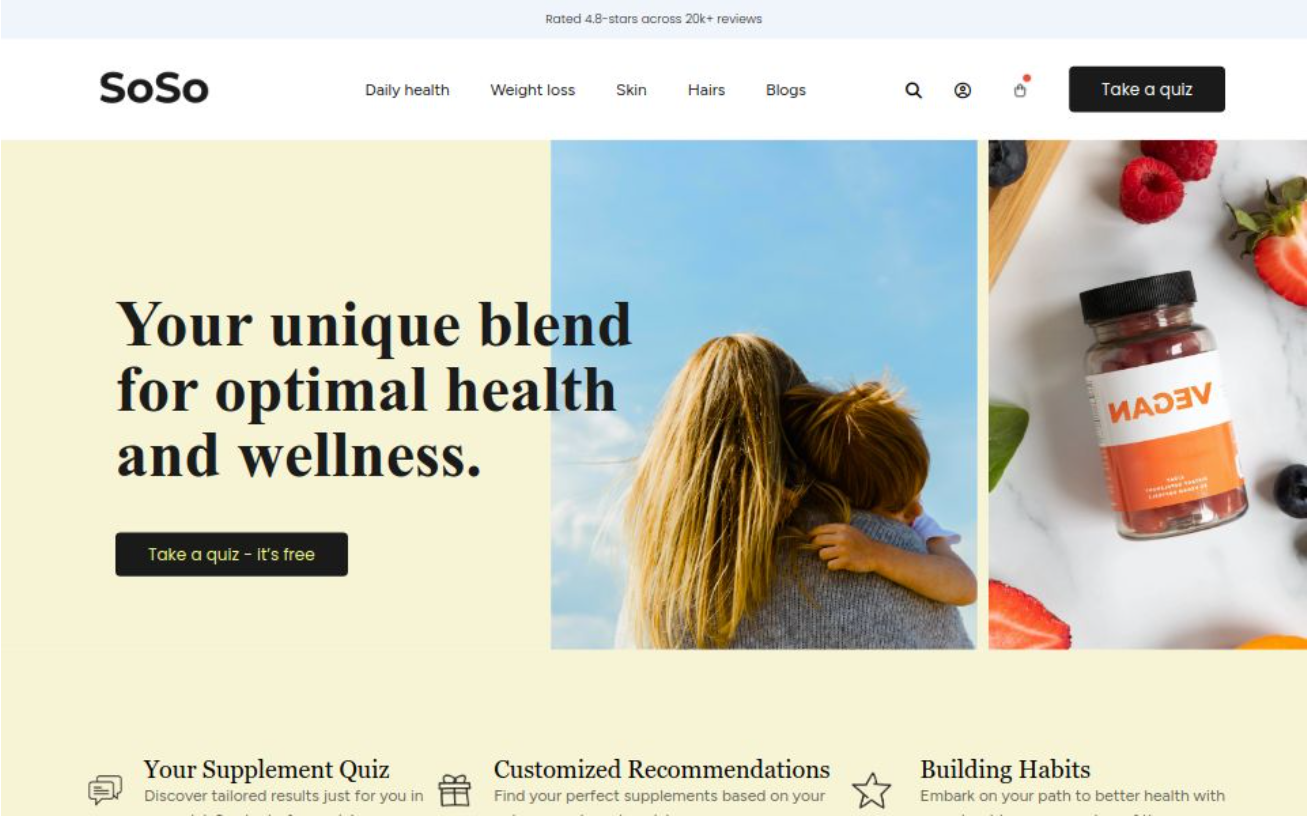 Rated 4.8-stars across 20k+ reviews
SoSo
Daily health
Weight loss
Skin
Hairs
Blogs
Take a quiz
Your unique blend
for optimal health
and wellness.
Take a quiz - it's free
VEGAN
Your Supplement Quiz
Discover tailored results just for you in
Customized Recommendations
Find your perfect supplements based on your
Building Habits
Embark on your path to better health with